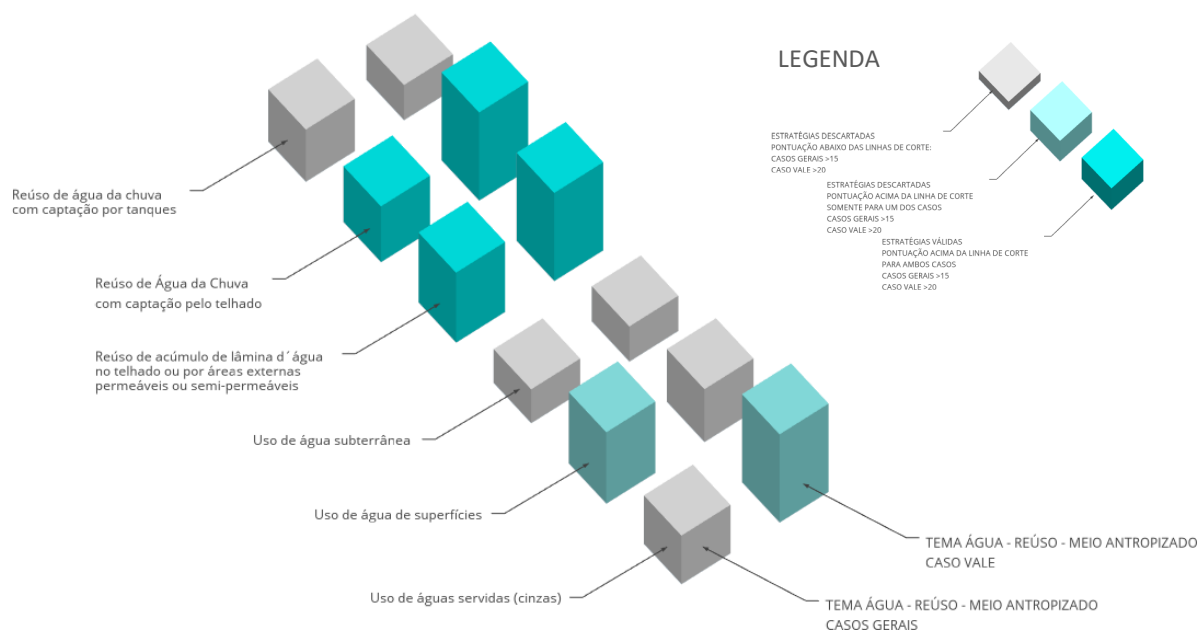 LEGENDA
ESTRATÉGIAS DESCARTADAS
PONTUAÇÃO ABAIXO DAS LINHAS DE CORTE:
CASOS GERAIS >15
CASO VALE >20
ESTRATÉGIAS DESCARTADAS
PONTUAÇÃO ACIMA DA LINHA DE CORTE
SOMENTE PARA UM DOS CASOS
CASOS GERAIS >15
CASO VALE >20
ESTRATÉGIAS VÁLIDAS
PONTUAÇÃO ACIMA DA LINHA DE CORTE
PARA AMBOS CASOS
CASOS GERAIS >15
CASO VALE >20
Reúso de água da chuva
com captação por tanques
Reúso de Água da Chuva
com captação pelo telhado
Reúso de acúmulo de lâmina d´água
no telhado ou por áreas externas
permeáveis ou semi-permeáveis
Uso de água subterrânea
Uso de água de superfícies
Uso de águas servidas (cinzas)
TEMA ÁGUA - REÚSO - MEIO ANTROPIZADO
CASO VALE
TEMA ÁGUA - REÚSO - MEIO ANTROPIZADO
CASOS GERAIS